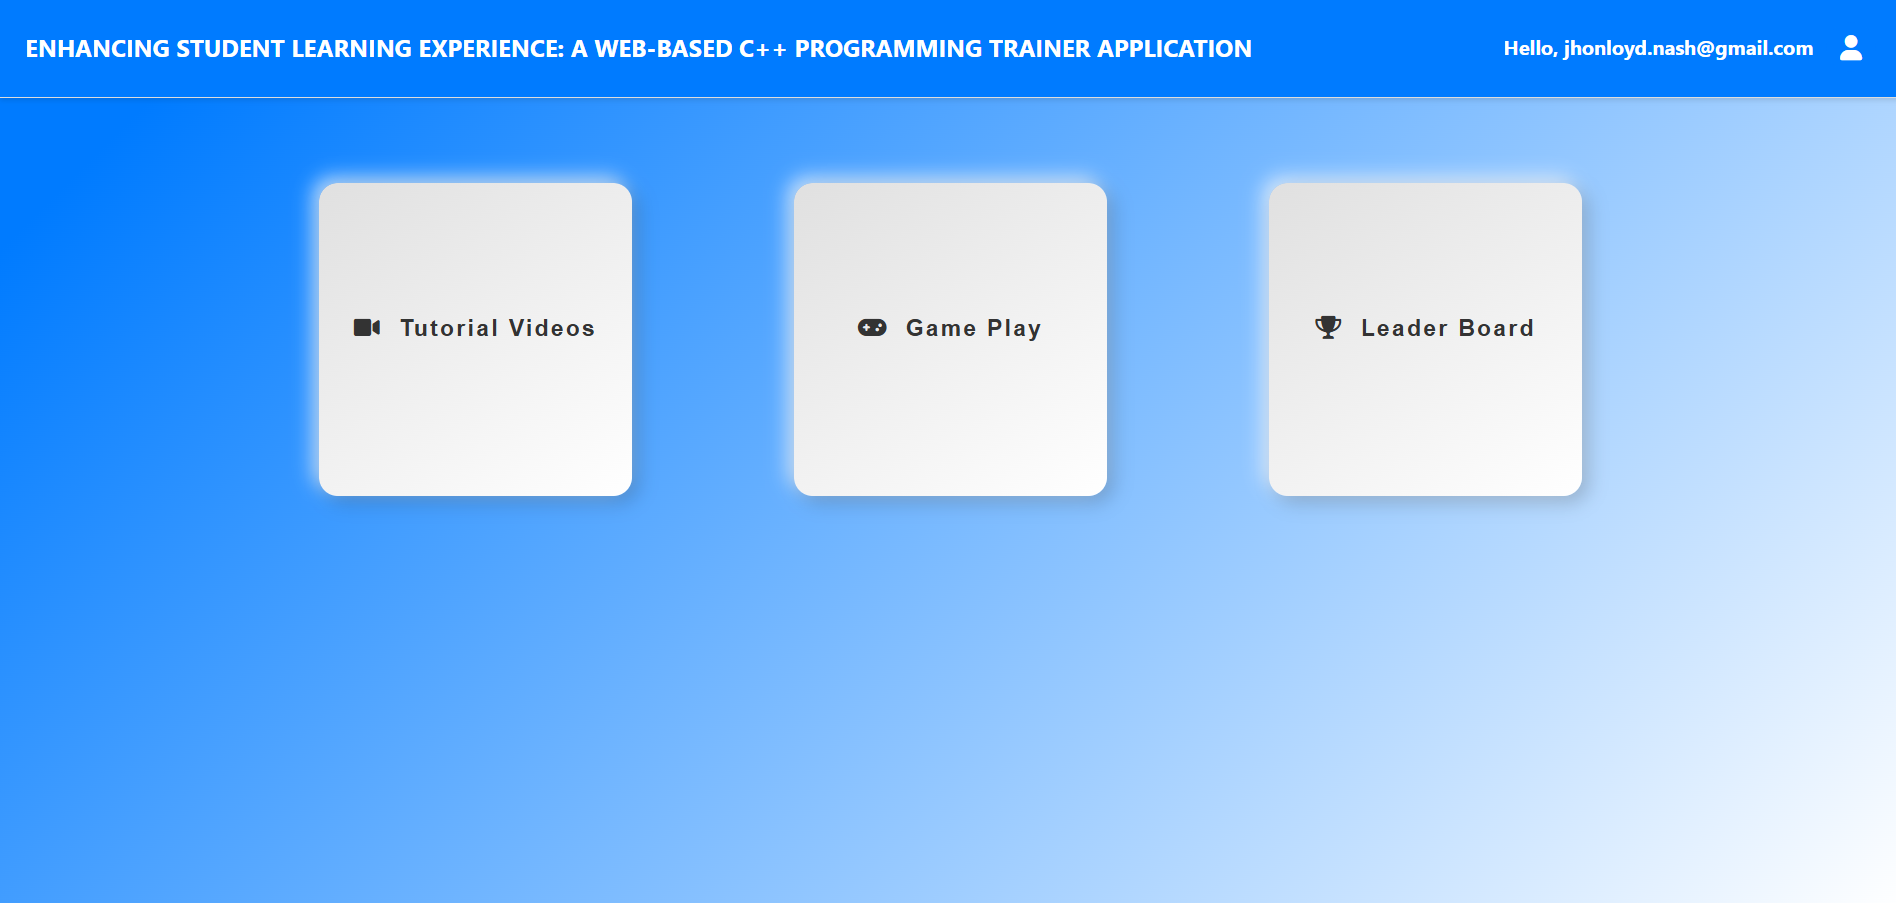 ENHANCING STUDENT LEARNING EXPERIENCE: A WEB-BASED C++ PROGRAMMING TRAINER APPLICATION
Hello, jhonloyd.nash@gmail.com
Tutorial Videos
Game Play
Leader Board